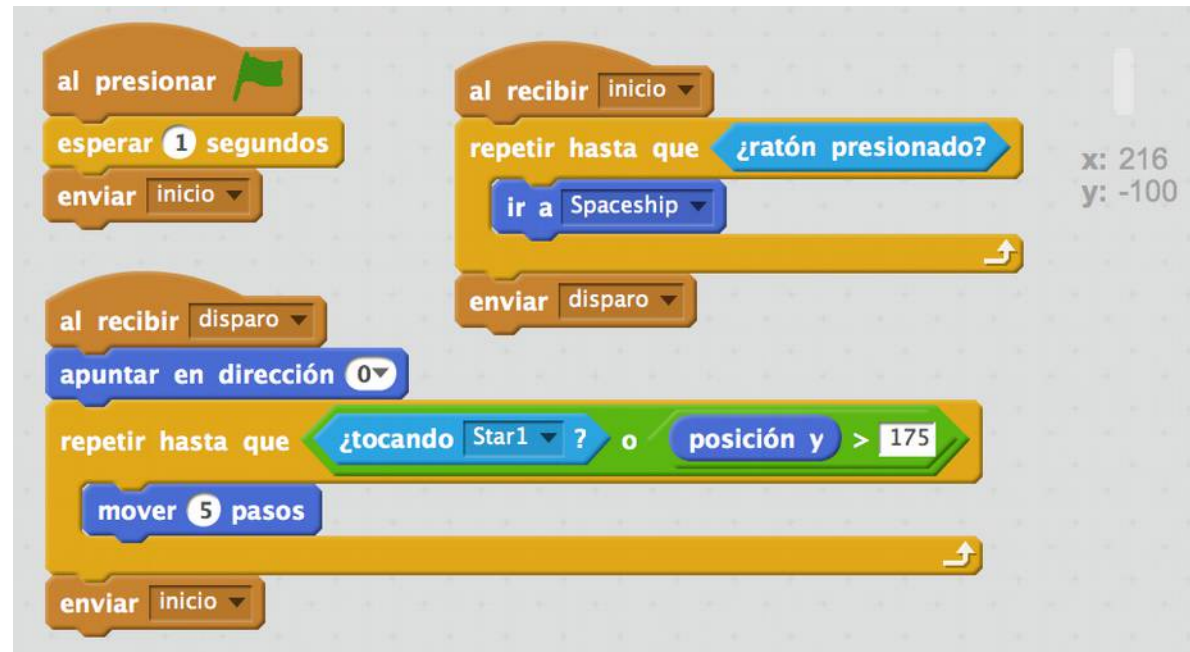 al presionar
esperar 1 segundos
enviar inicio
al recibir inicio
repetir hasta que ¿ratón presionado?
ir a Spaceship
enviar disparo
x: 216
y: -100
al recibir disparo
apuntar en dirección 0
repetir hasta que ¿tocando Star1 ? o posición y > 175
mover 5 pasos
enviar inicio